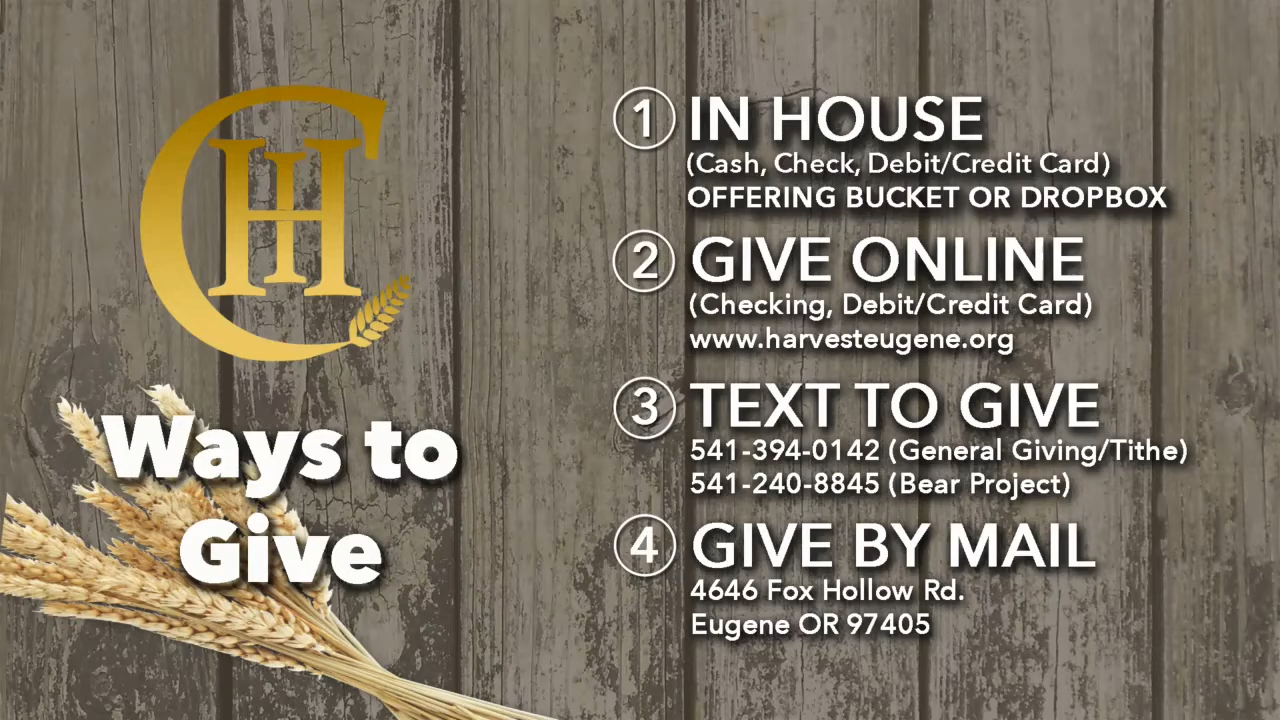 CH
Ways to
Give
1 IN HOUSE
(Cash, Check, Debit/Credit Card)
OFFERING BUCKET OR DROPBOX
2 GIVE ONLINE
(Checking, Debit/Credit Card)
www.harvesteugene.org
3 TEXT TO GIVE
541-394-0142 (General Giving/Tithe)
541-240-8845 (Bear Project)
4 GIVE BY MAIL
4646 Fox Hollow Rd.
Eugene OR 97405